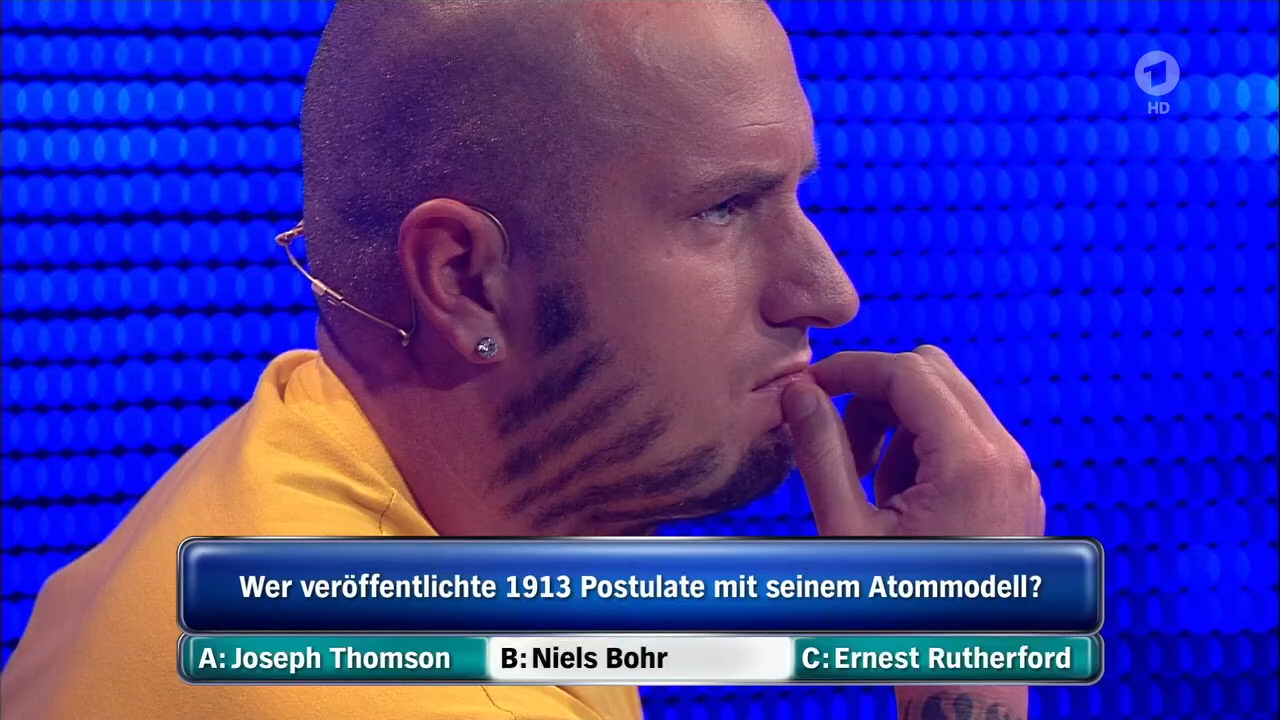 1
HD
Wer veröffentlichte 1913 Postulate mit seinem Atommodell?
A: Joseph Thomson
B: Niels Bohr
C: Ernest Rutherford